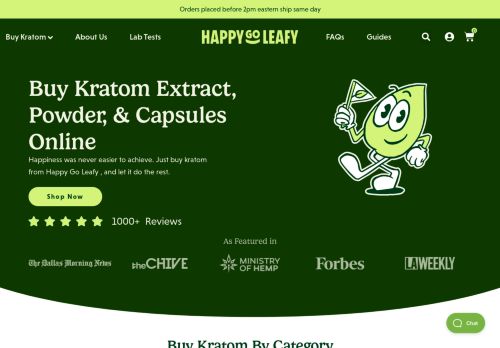 Orders placed before 2pm eastern ship same day
Buy Kratom
About Us
Lab Tests
HAPPY GO LEAFY
FAQs
Guides
0
Buy Kratom Extract,
Powder, & Capsules
Online
Happiness was never easier to achieve. Just buy kratom
from Happy Go Leafy , and let it do the rest.
Shop Now
1000+ Reviews
As Featured in
The Dallas Morning News
theCHIVE
MINISTRY
OF HEMP
Forbes
LAWEEKLY
Chat
Buy Kratom By Category